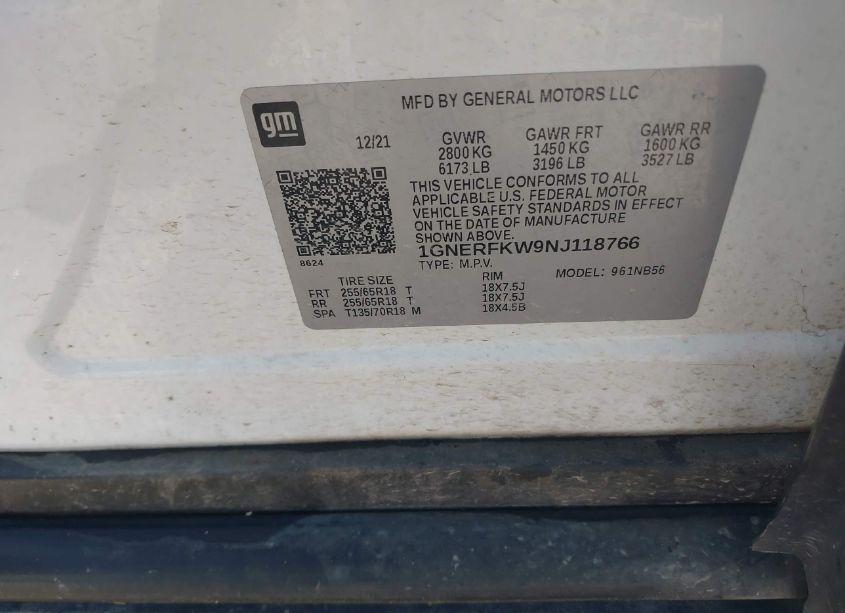 gm
MFD BY GENERAL MOTORS LLC
12/21
GVWR GAWR FRT GAWR RR
2800 KG 1450 KG 1600 KG
6173 LB 3196 LB 3527 LB
THIS VEHICLE CONFORMS TO ALL
APPLICABLE U.S. FEDERAL MOTOR
VEHICLE SAFETY STANDARDS IN EFFECT
ON THE DATE OF MANUFACTURE
SHOWN ABOVE.
1GNERFKW9NJ118766
8624
TYPE: M.P.V. MODEL: 961NB56
TIRE SIZE RIM
FRT 255/65R18 T 18X7.5J
RR 255/65R18 T 18X7.5J
SPA T135/70R18 M 18X4.5B